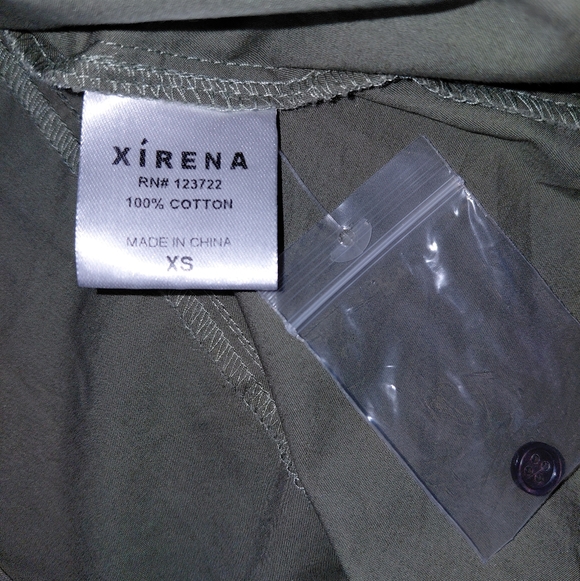 XÍRENA
RN# 123722
100% COTTON
MADE IN CHINA
XS